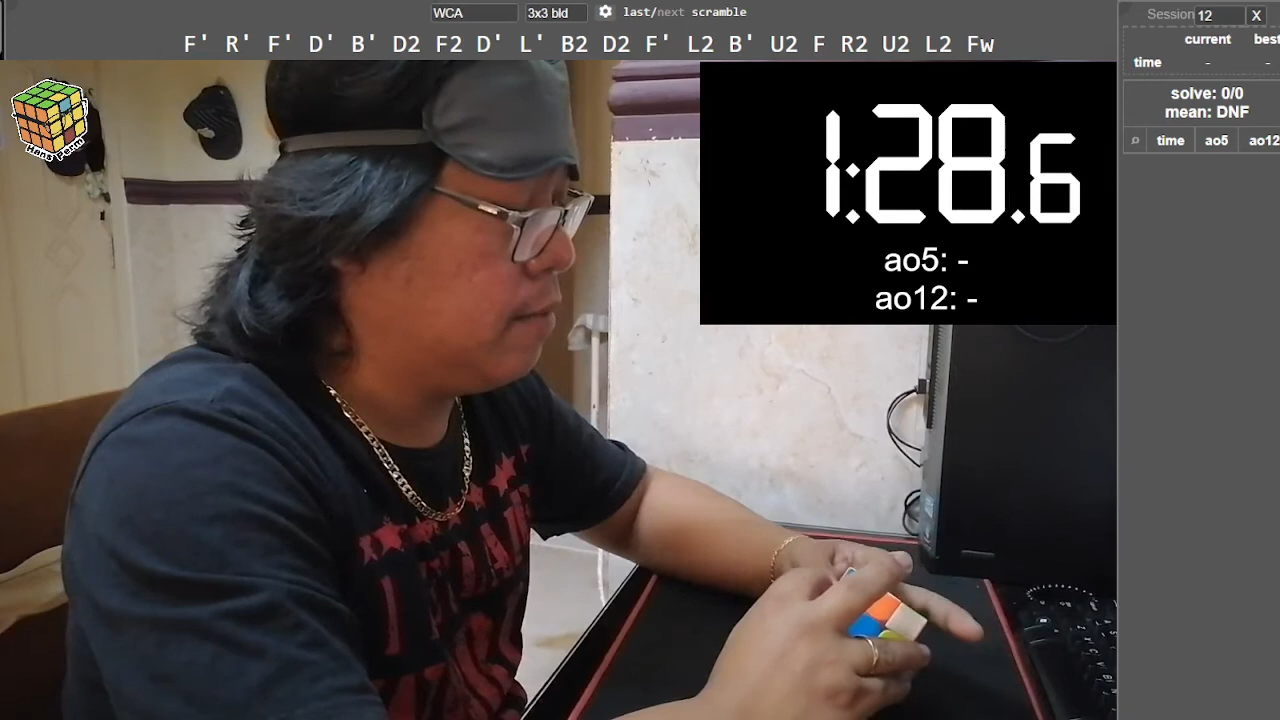 WCA 3x3 bld last/next scramble
F' R' F' D' B' D2 F2 D' L' B2 D2 F' L2 B' U2 F R2 U2 L2 Fw
Session 12 X
current best
time - -
solve: 0/0
mean: DNF
time ao5 ao12
1:28.6
ao5: -
ao12: -
Hans Perm